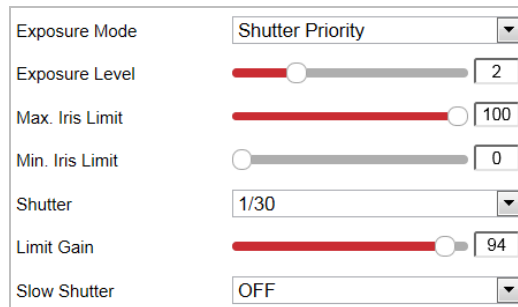 Exposure Mode Shutter Priority
Exposure Level 2
Max. Iris Limit 100
Min. Iris Limit 0
Shutter 1/30
Limit Gain 94
Slow Shutter OFF